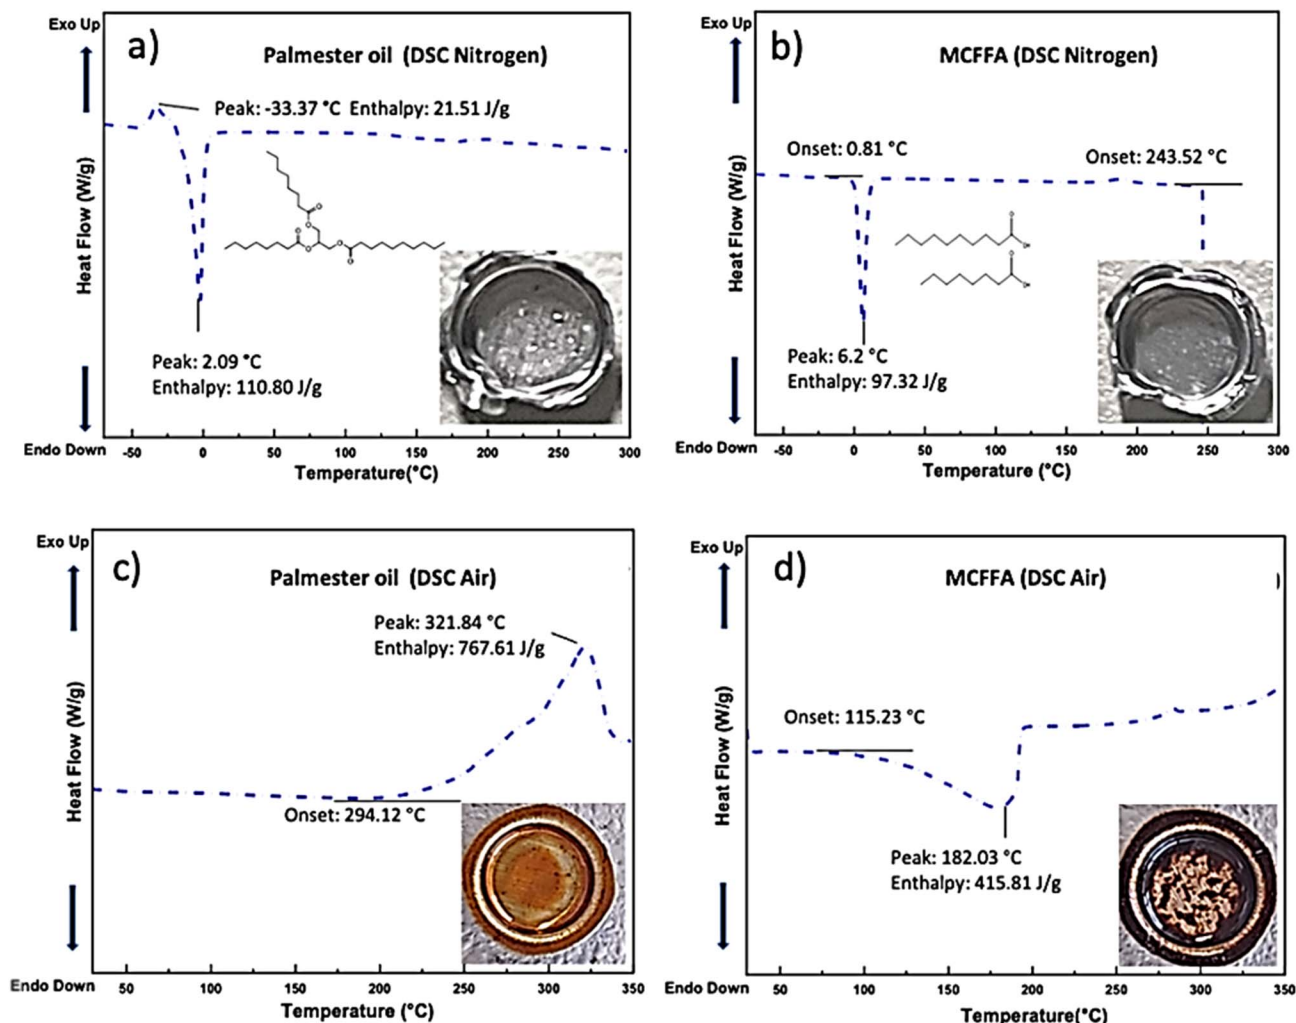 Exo Up
a)
Palmester oil (DSC Nitrogen)
Peak: -33.37 °C Enthalpy: 21.51 J/g
Heat Flow (W/g)
Peak: 2.09 °C
Enthalpy: 110.80 J/g
Endo Down
-50 0 50 100 150 200 250 300
Temperature(°C)
Exo Up
b)
MCFFA (DSC Nitrogen)
Onset: 0.81 °C
Onset: 243.52 °C
Heat Flow (W/g)
Peak: 6.2 °C
Enthalpy: 97.32 J/g
Endo Down
-50 0 50 100 150 200 250 300
Temperature (°C)
Exo Up
c)
Palmester oil (DSC Air)
Peak: 321.84 °C
Enthalpy: 767.61 J/g
Heat Flow (W/g)
Onset: 294.12 °C
Endo Down
50 100 150 200 250 300 350
Temperature (°C)
Exo Up
d)
MCFFA (DSC Air)
Onset: 115.23 °C
Heat Flow (W/g)
Peak: 182.03 °C
Enthalpy: 415.81 J/g
Endo Down
50 100 150 200 250 300 350
Temperature(°C)